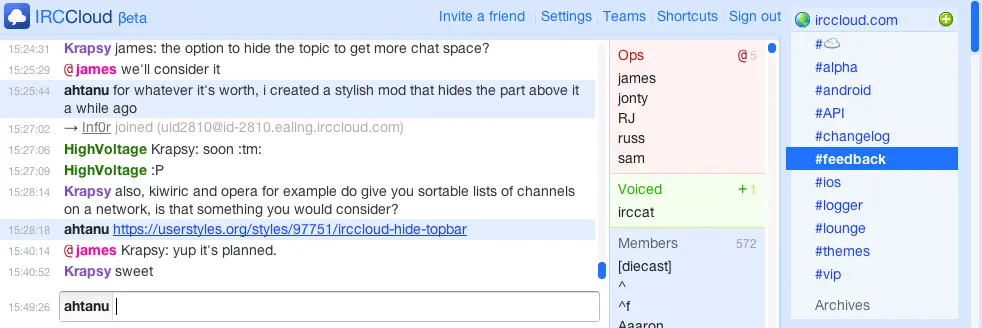 IRCCloud βeta
Invite a friend Settings Teams Shortcuts Sign out
15:24:31 Krapsy james: the option to hide the topic to get more chat space?
15:25:29 @james we'll consider it
15:25:44 ahtanu for whatever it's worth, i created a stylish mod that hides the part above it
a while ago
15:27:02 → Inf0r joined (uid2810@id-2810.ealing.irccloud.com)
15:27:06 HighVoltage Krapsy: soon :tm:
15:27:09 HighVoltage :P
15:28:14 Krapsy also, kiwiric and opera for example do give you sortable lists of channels
on a network, is that something you would consider?
15:28:18 ahtanu https://userstyles.org/styles/97751/irccloud-hide-topbar
15:40:14 @james Krapsy: yup it's planned.
15:40:52 Krapsy sweet
15:49:26 ahtanu
Ops @5
james
jonty
RJ
russ
sam
Voiced +1
irccat
Members 572
[diecast]
^
^f
Aaaron
irccloud.com
#
#alpha
#android
#API
#changelog
#feedback
#ios
#logger
#lounge
#themes
#vip
Archives